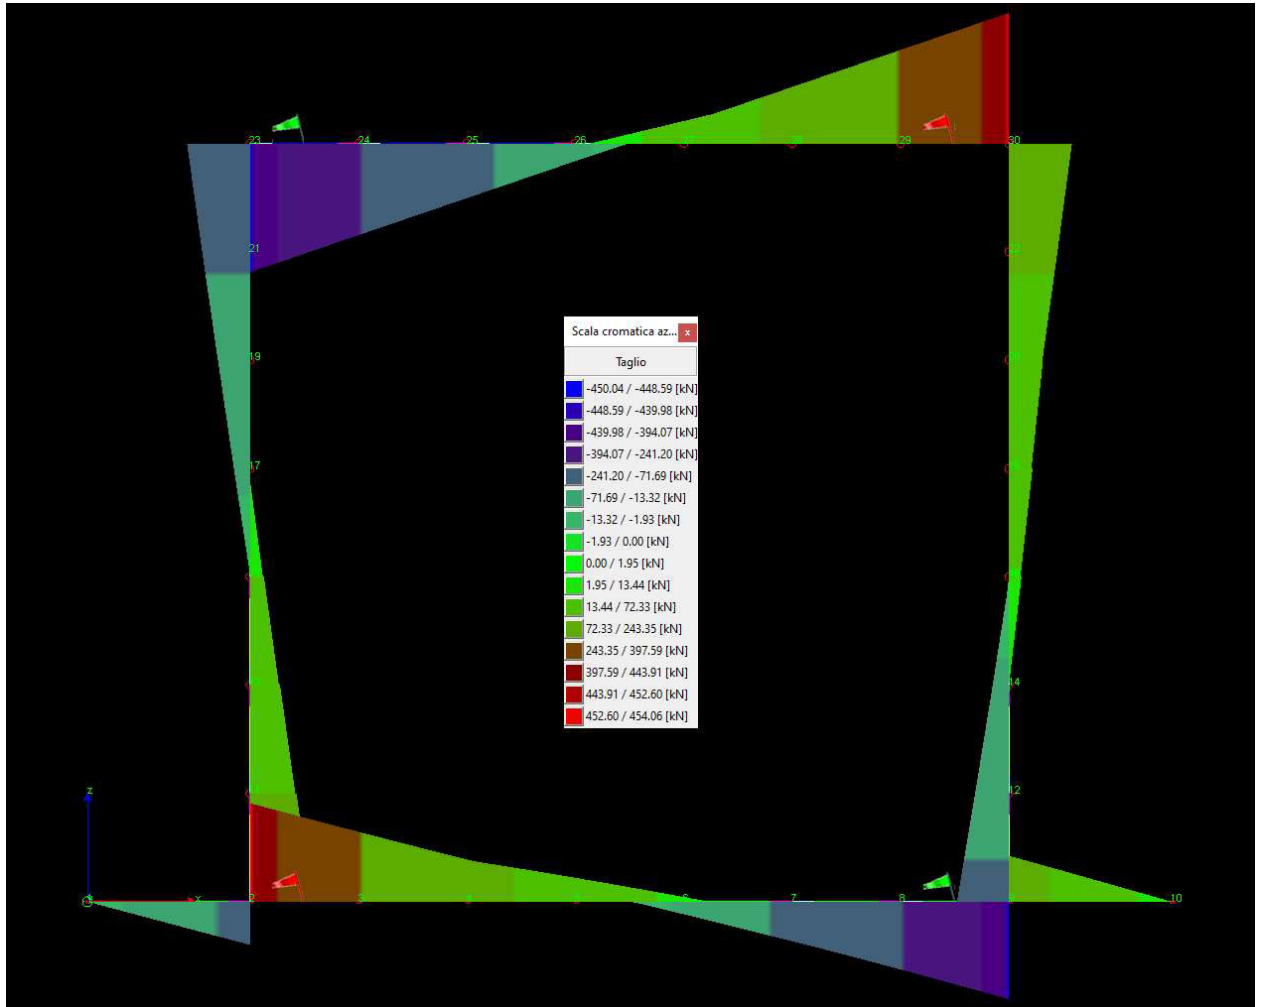 23 24 25 26 27 28 29 30
21 22
Scala cromatica az... x
Taglio
19
-450.04 / -448.59 [kN]
-448.59 / -439.98 [kN]
-439.98 / -394.07 [kN]
-394.07 / -241.20 [kN]
17
-241.20 / -71.69 [kN]
-71.69 / -13.32 [kN]
-13.32 / -1.93 [kN]
-1.93 / 0.00 [kN]
0.00 / 1.95 [kN]
1.95 / 13.44 [kN]
13.44 / 72.33 [kN]
72.33 / 243.35 [kN]
243.35 / 397.59 [kN]
397.59 / 443.91 [kN]
14
443.91 / 452.60 [kN]
452.60 / 454.06 [kN]
z 12
x 3 7 8 10